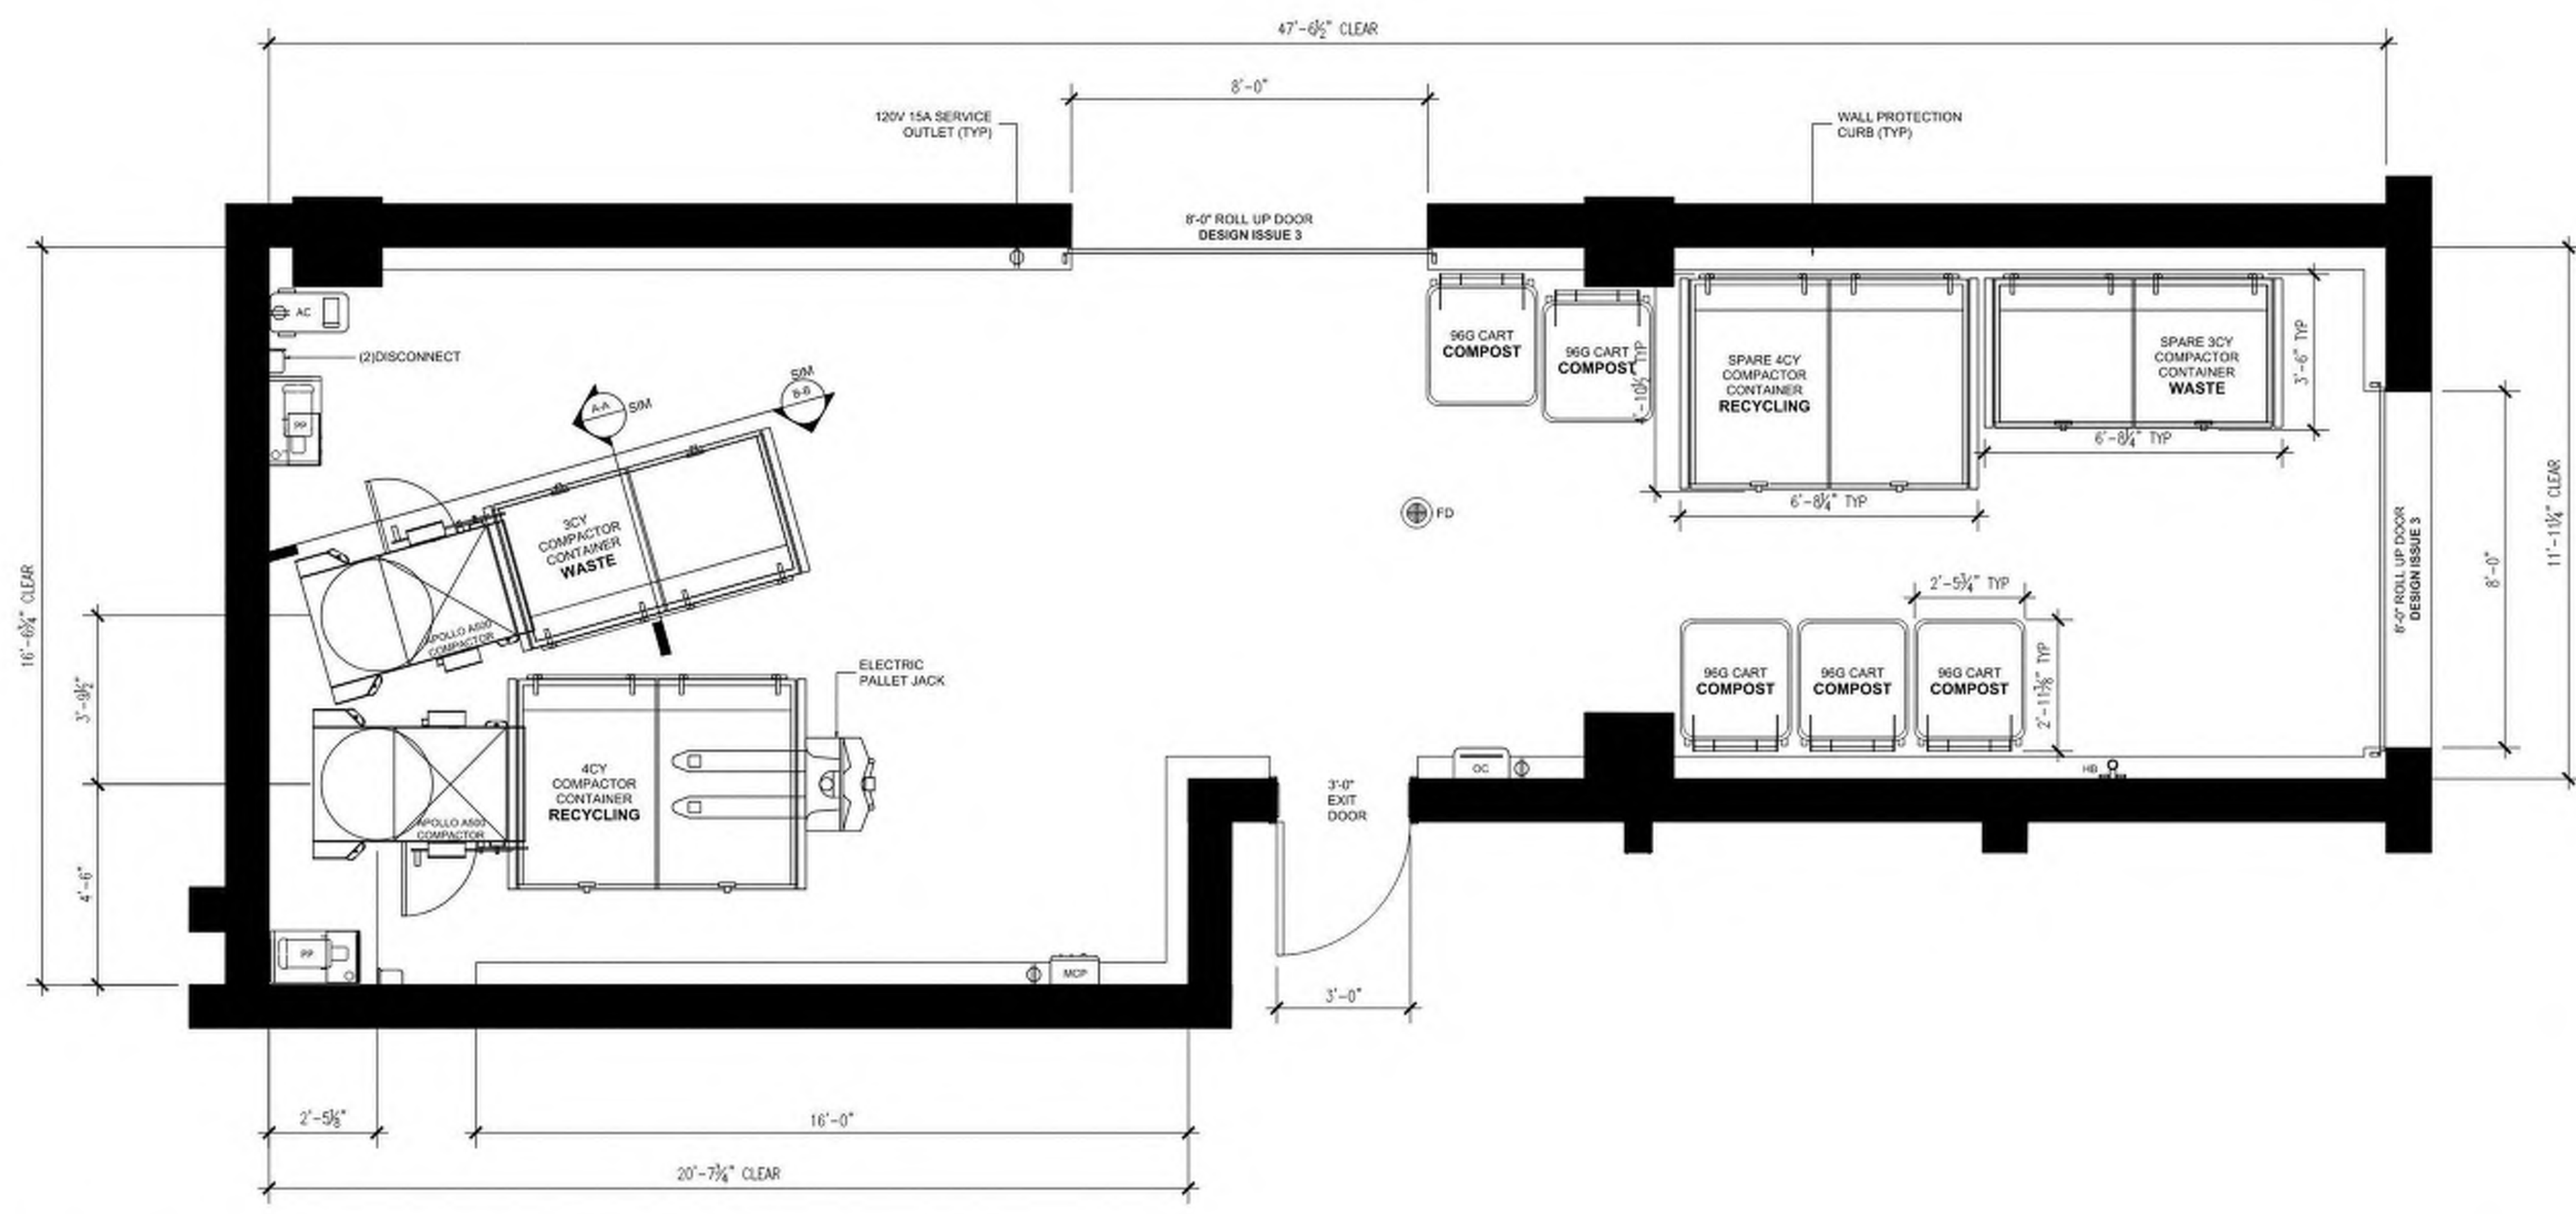 47'-6½" CLEAR
8'-0"
120V 15A SERVICE
OUTLET (TYP)
WALL PROTECTION
CURB (TYP)
8'-0" ROLL UP DOOR
DESIGN ISSUE 3
AC
(2)DISCONNECT
PP
A-A
SIM
SIM
B-B
3CY
COMPACTOR
CONTAINER
WASTE
APOLLO A500
COMPACTOR
96G CART
COMPOST
96G CART
COMPOST
SPARE 4CY
COMPACTOR
CONTAINER
RECYCLING
6'-8¼" TYP
SPARE 3CY
COMPACTOR
CONTAINER
WASTE
3'-6" TYP
6'-8¼" TYP
FD
8'-0" ROLL UP DOOR
DESIGN ISSUE 3
8'-0"
11'-11¼" CLEAR
16'-6¾" CLEAR
3'-9½"
4'-6"
ELECTRIC
PALLET JACK
4CY
COMPACTOR
CONTAINER
RECYCLING
APOLLO A500
COMPACTOR
2'-5¾" TYP
96G CART
COMPOST
96G CART
COMPOST
96G CART
COMPOST
2'-11⅜" TYP
OC
HB
3'-0"
EXIT
DOOR
PP
MCP
3'-0"
2'-5⅛"
16'-0"
20'-7¾" CLEAR